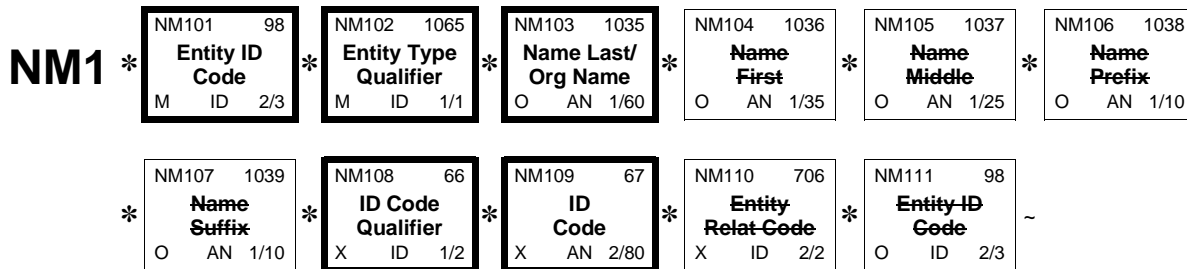 NM101 98 NM102 1065 NM103 1035 NM104 1036 NM105 1037 NM106 1038
NM1 * Entity ID Code * Entity Type Qualifier * Name Last/ Org Name * Name First * Name Middle * Name Prefix
M ID 2/3 M ID 1/1 O AN 1/60 O AN 1/35 O AN 1/25 O AN 1/10
NM107 1039 NM108 66 NM109 67 NM110 706 NM111 98
* Name Suffix * ID Code Qualifier * ID Code * Entity Relat Code * Entity ID Code ~
O AN 1/10 X ID 1/2 X AN 2/80 X ID 2/2 O ID 2/3